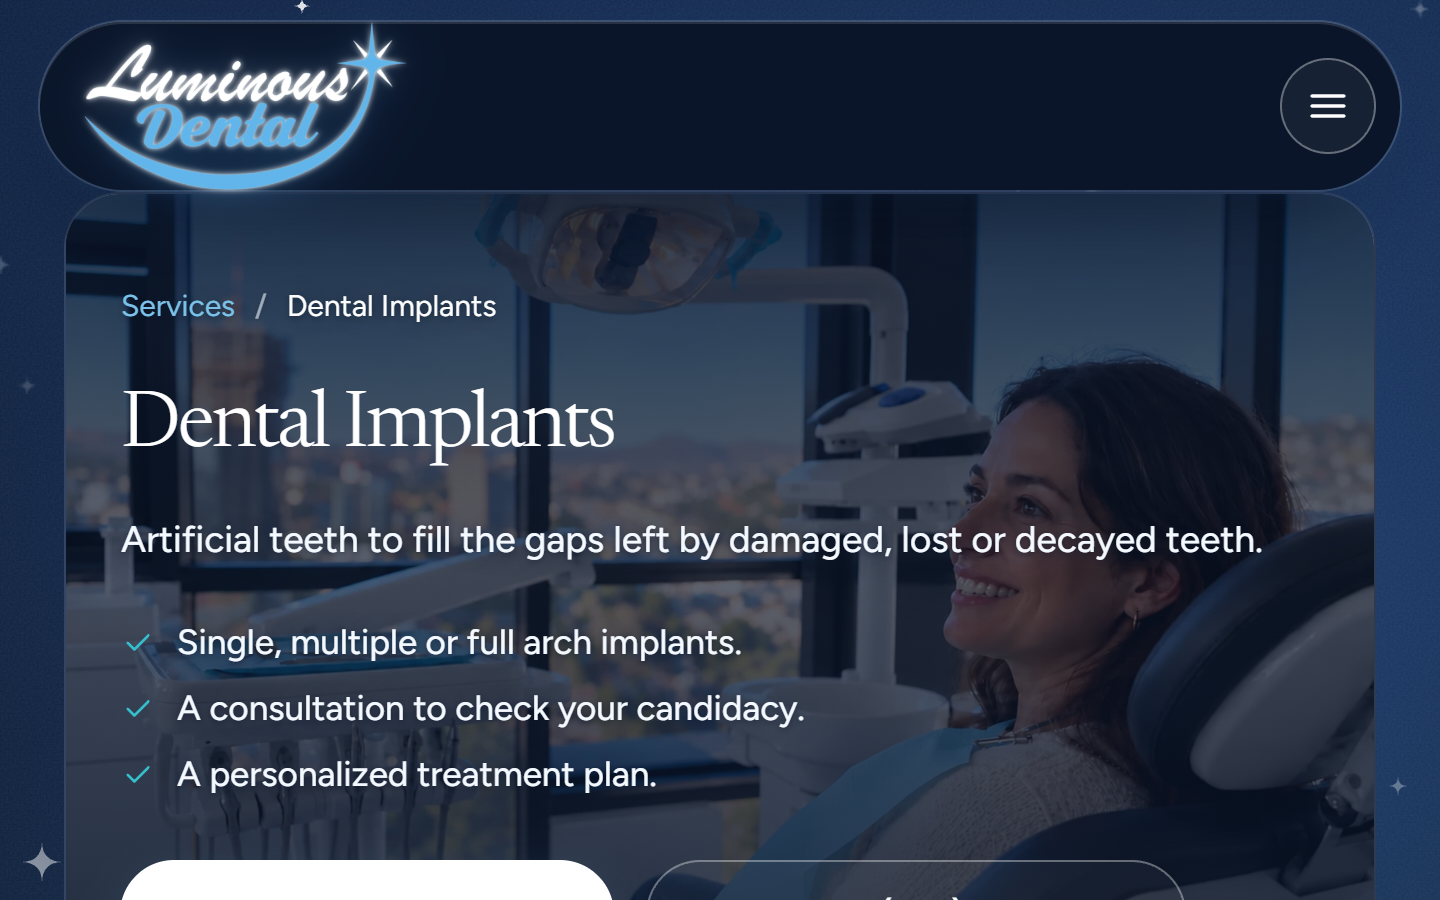 Luminous
Dental
Services / Dental Implants
Dental Implants
Artificial teeth to fill the gaps left by damaged, lost or decayed teeth.
Single, multiple or full arch implants.
A consultation to check your candidacy.
A personalized treatment plan.